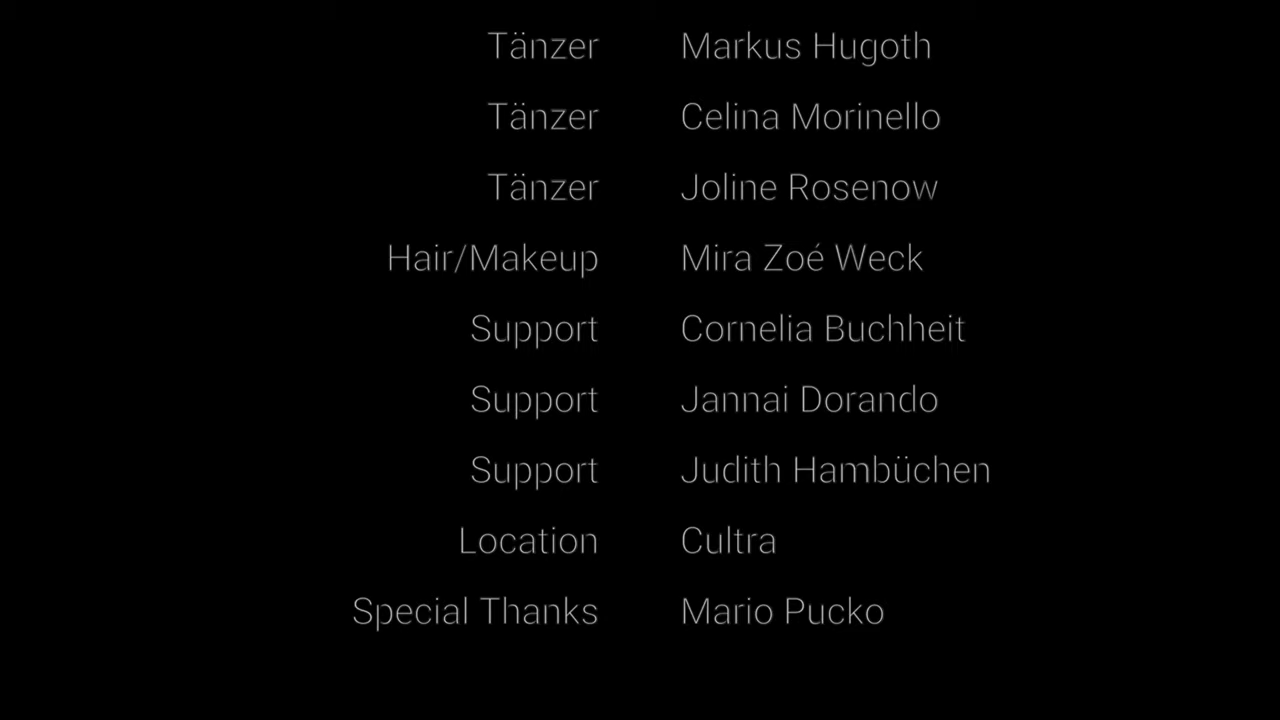 Tänzer Markus Hugoth
Tänzer Celina Morinello
Tänzer Joline Rosenow
Hair/Makeup Mira Zoé Weck
Support Cornelia Buchheit
Support Jannai Dorando
Support Judith Hambüchen
Location Cultra
Special Thanks Mario Pucko